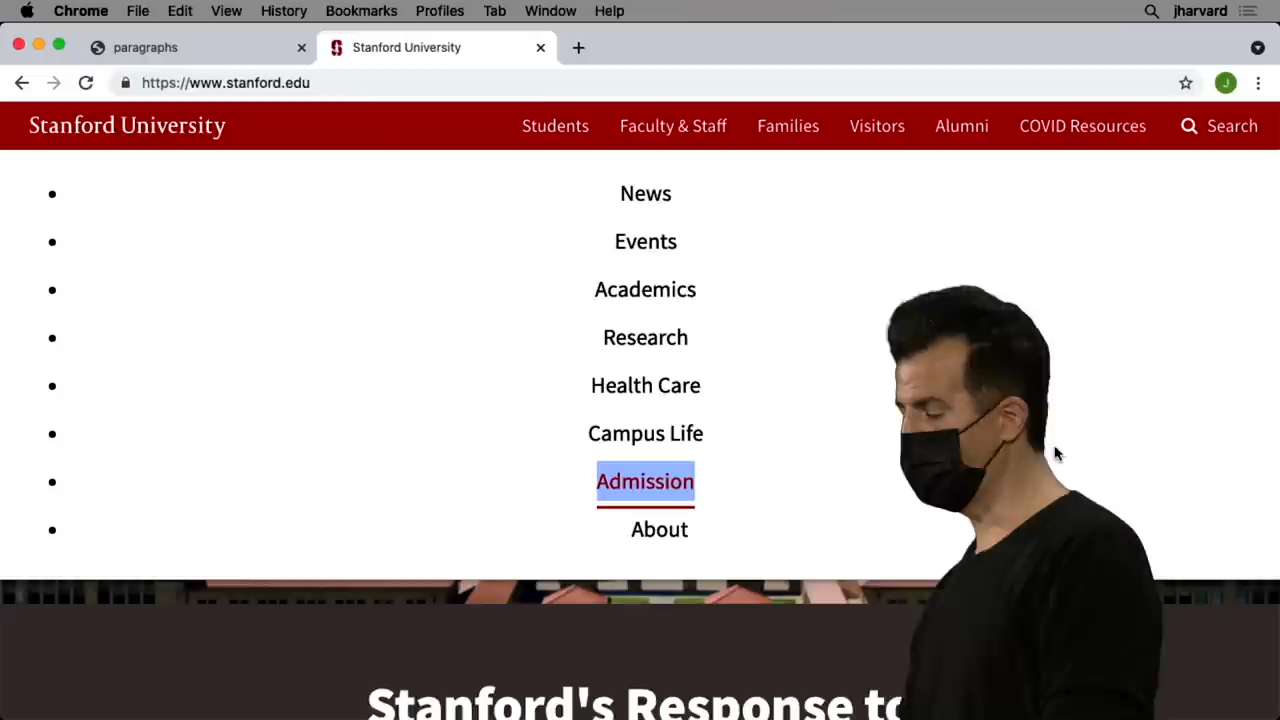 Chrome File Edit View History Bookmarks Profiles Tab Window Help jharvard
paragraphs Stanford University
https://www.stanford.edu J
Stanford University Students Faculty & Staff Families Visitors Alumni COVID Resources Search
• News
• Events
• Academics
• Research
• Health Care
• Campus Life
• Admission
• About
Stanford's Response to